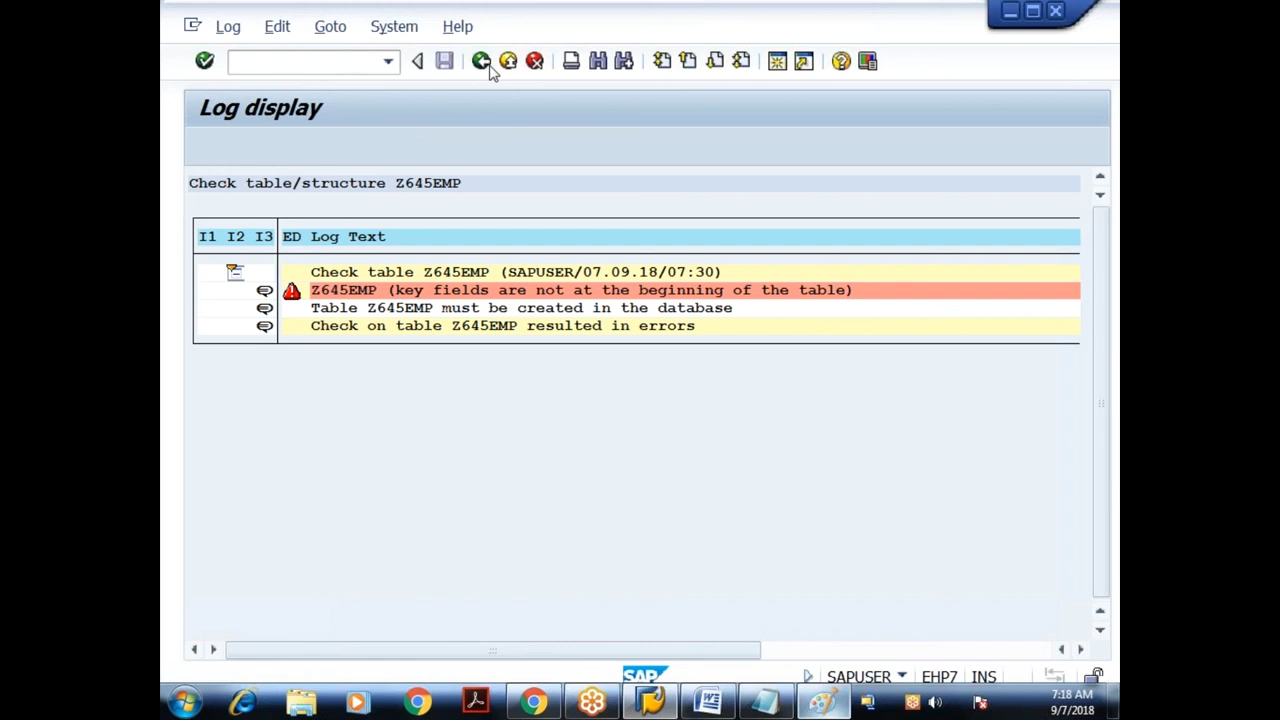 Log Edit Goto System Help
Log display
Check table/structure Z645EMP
I1 I2 I3 ED Log Text
Check table Z645EMP (SAPUSER/07.09.18/07:30)
Z645EMP (key fields are not at the beginning of the table)
Table Z645EMP must be created in the database
Check on table Z645EMP resulted in errors
SAP SAPUSER EHP7 INS
7:18 AM
9/7/2018